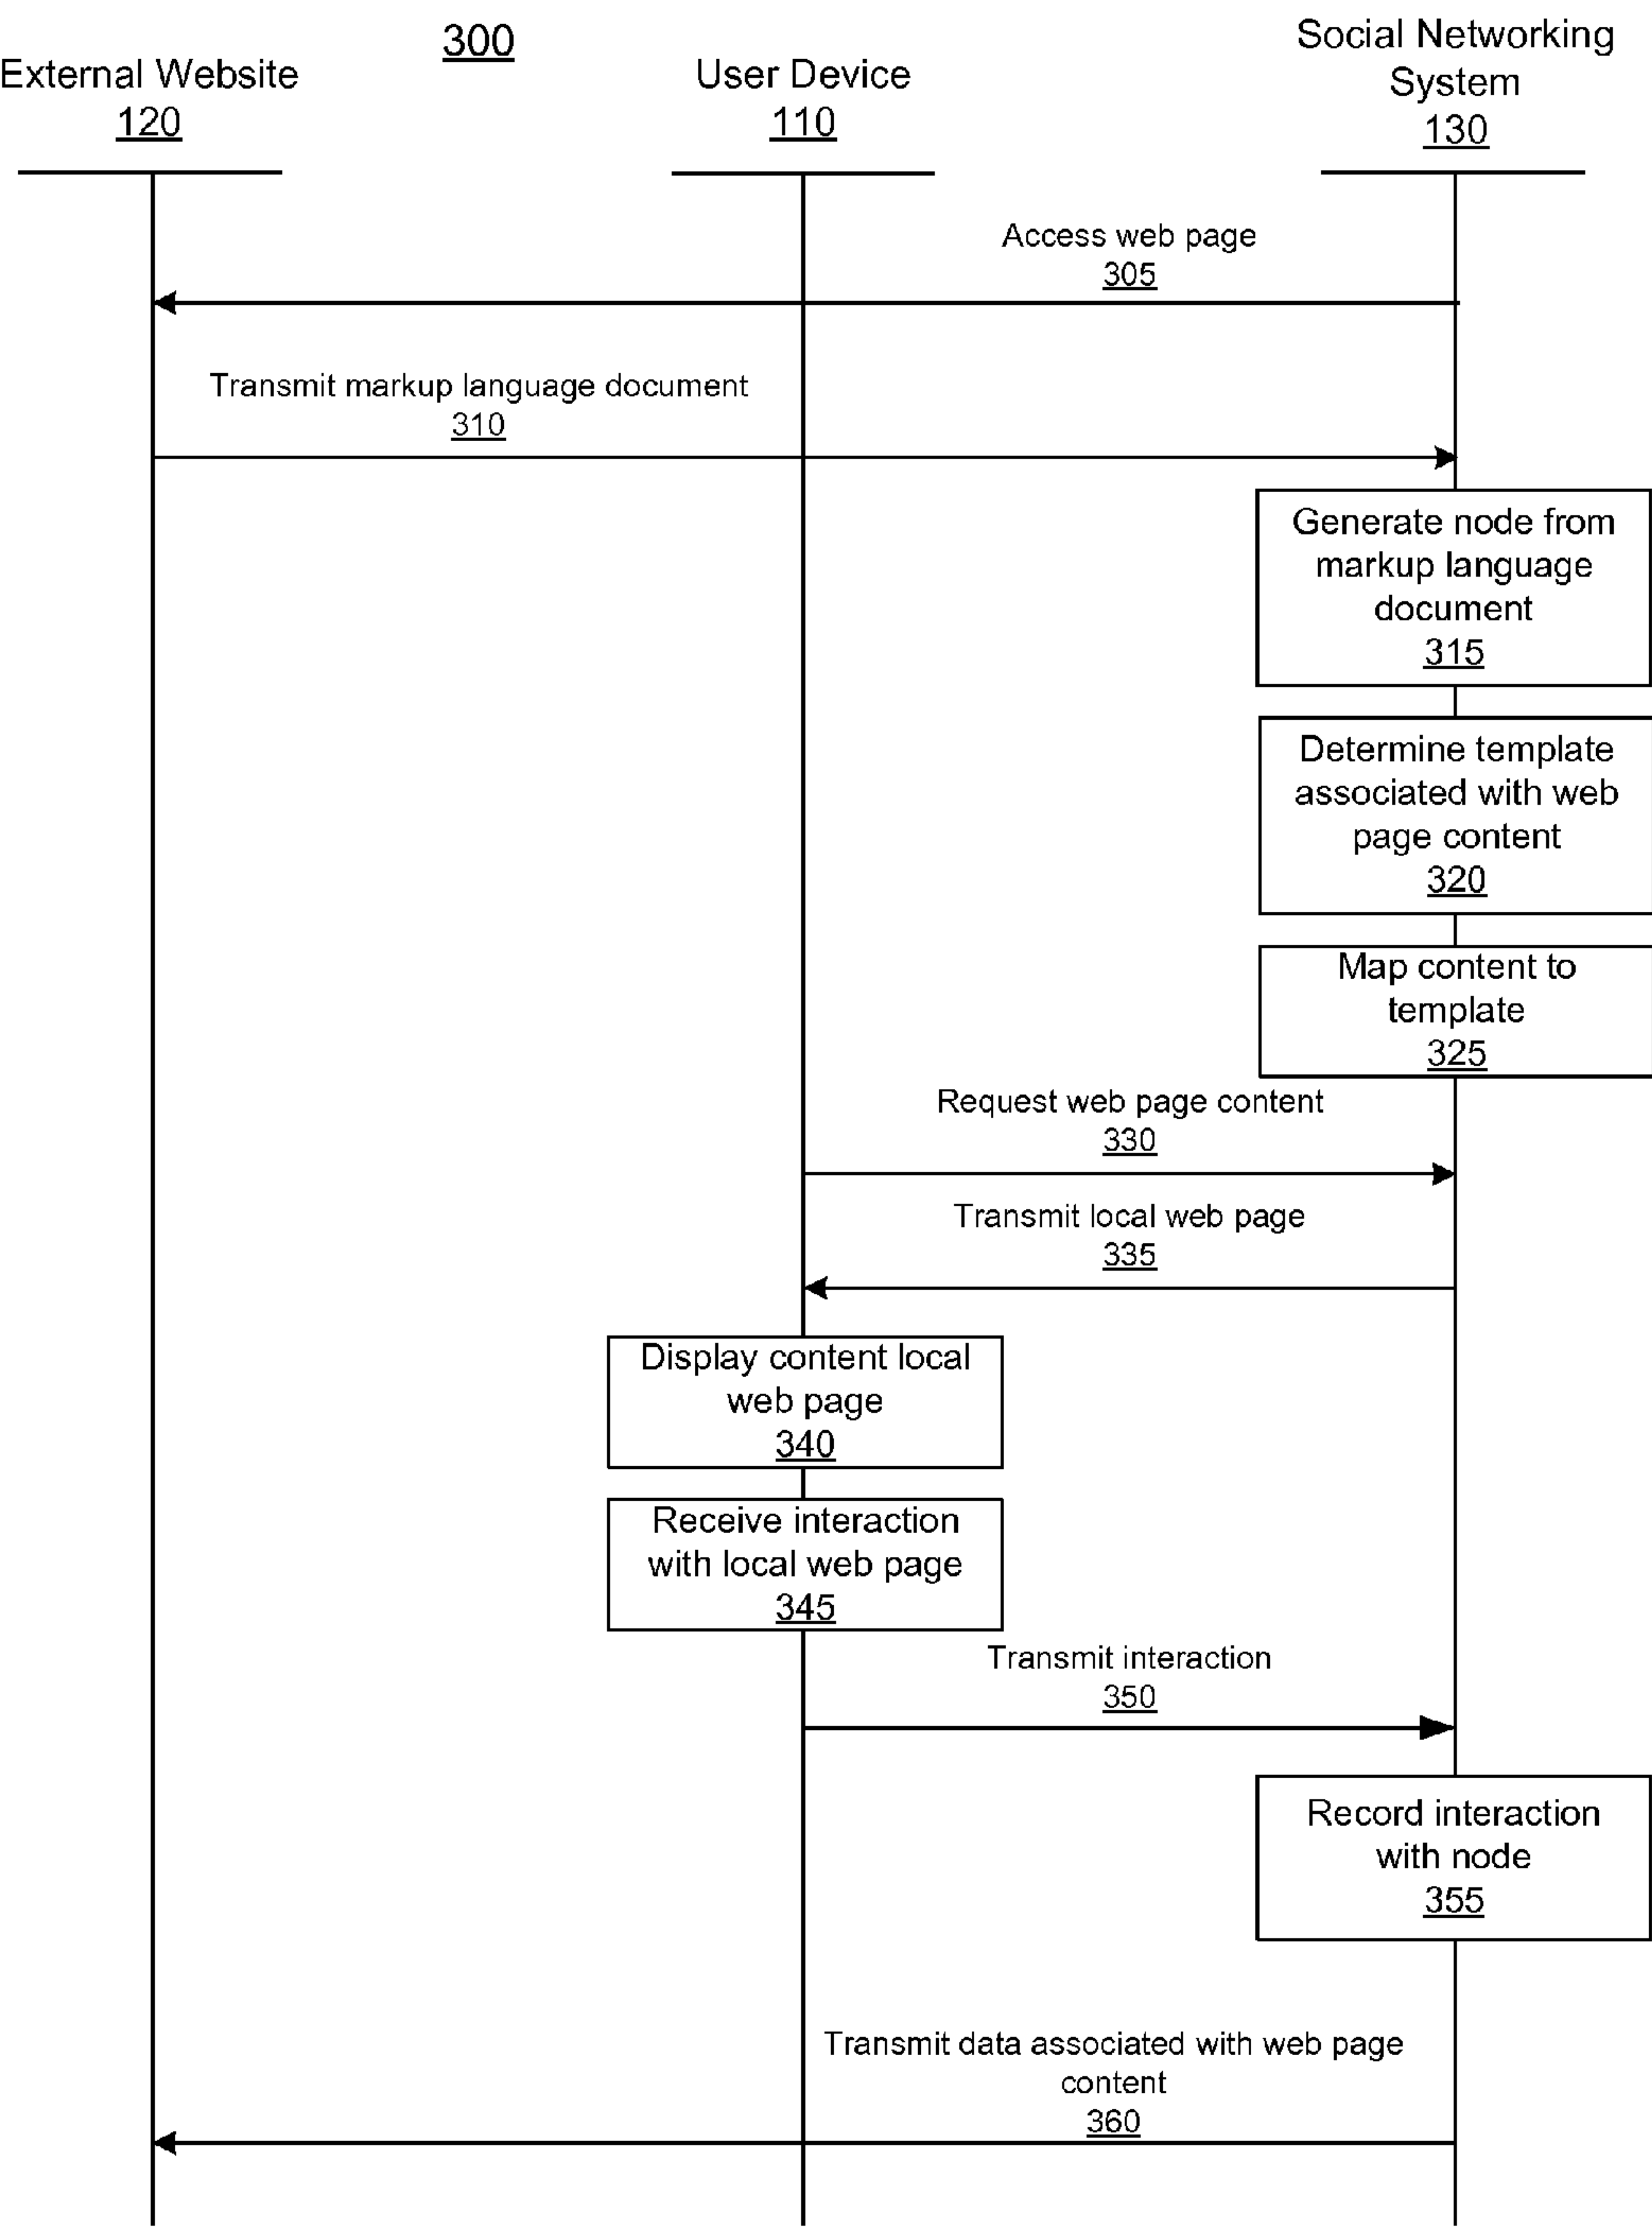 300
External Website
120
User Device
110
Social Networking
System
130
Access web page
305
Transmit markup language document
310
Generate node from
markup language
document
315
Determine template
associated with web
page content
320
Map content to
template
325
Request web page content
330
Transmit local web page
335
Display content local
web page
340
Receive interaction
with local web page
345
Transmit interaction
350
Record interaction
with node
355
Transmit data associated with web page
content
360